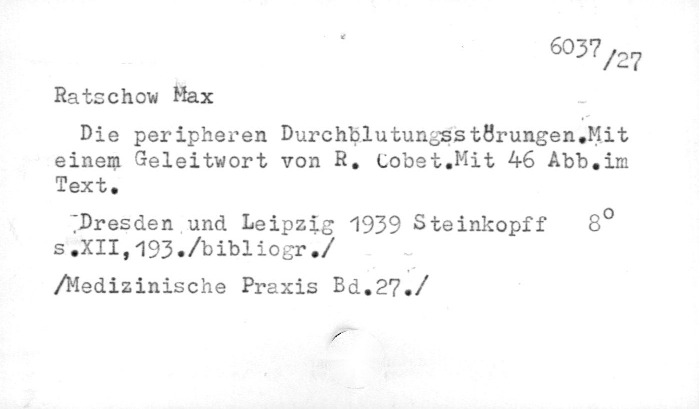 6037/27
Ratschow Max
Die peripheren Durchblutungsstörungen.Mit
einem Geleitwort von R. Cobet.Mit 46 Abb.im
Text.
Dresden und Leipzig 1939 Steinkopff 8°
s.XII,193./bibliogr./
/Medizinische Praxis Bd.27./